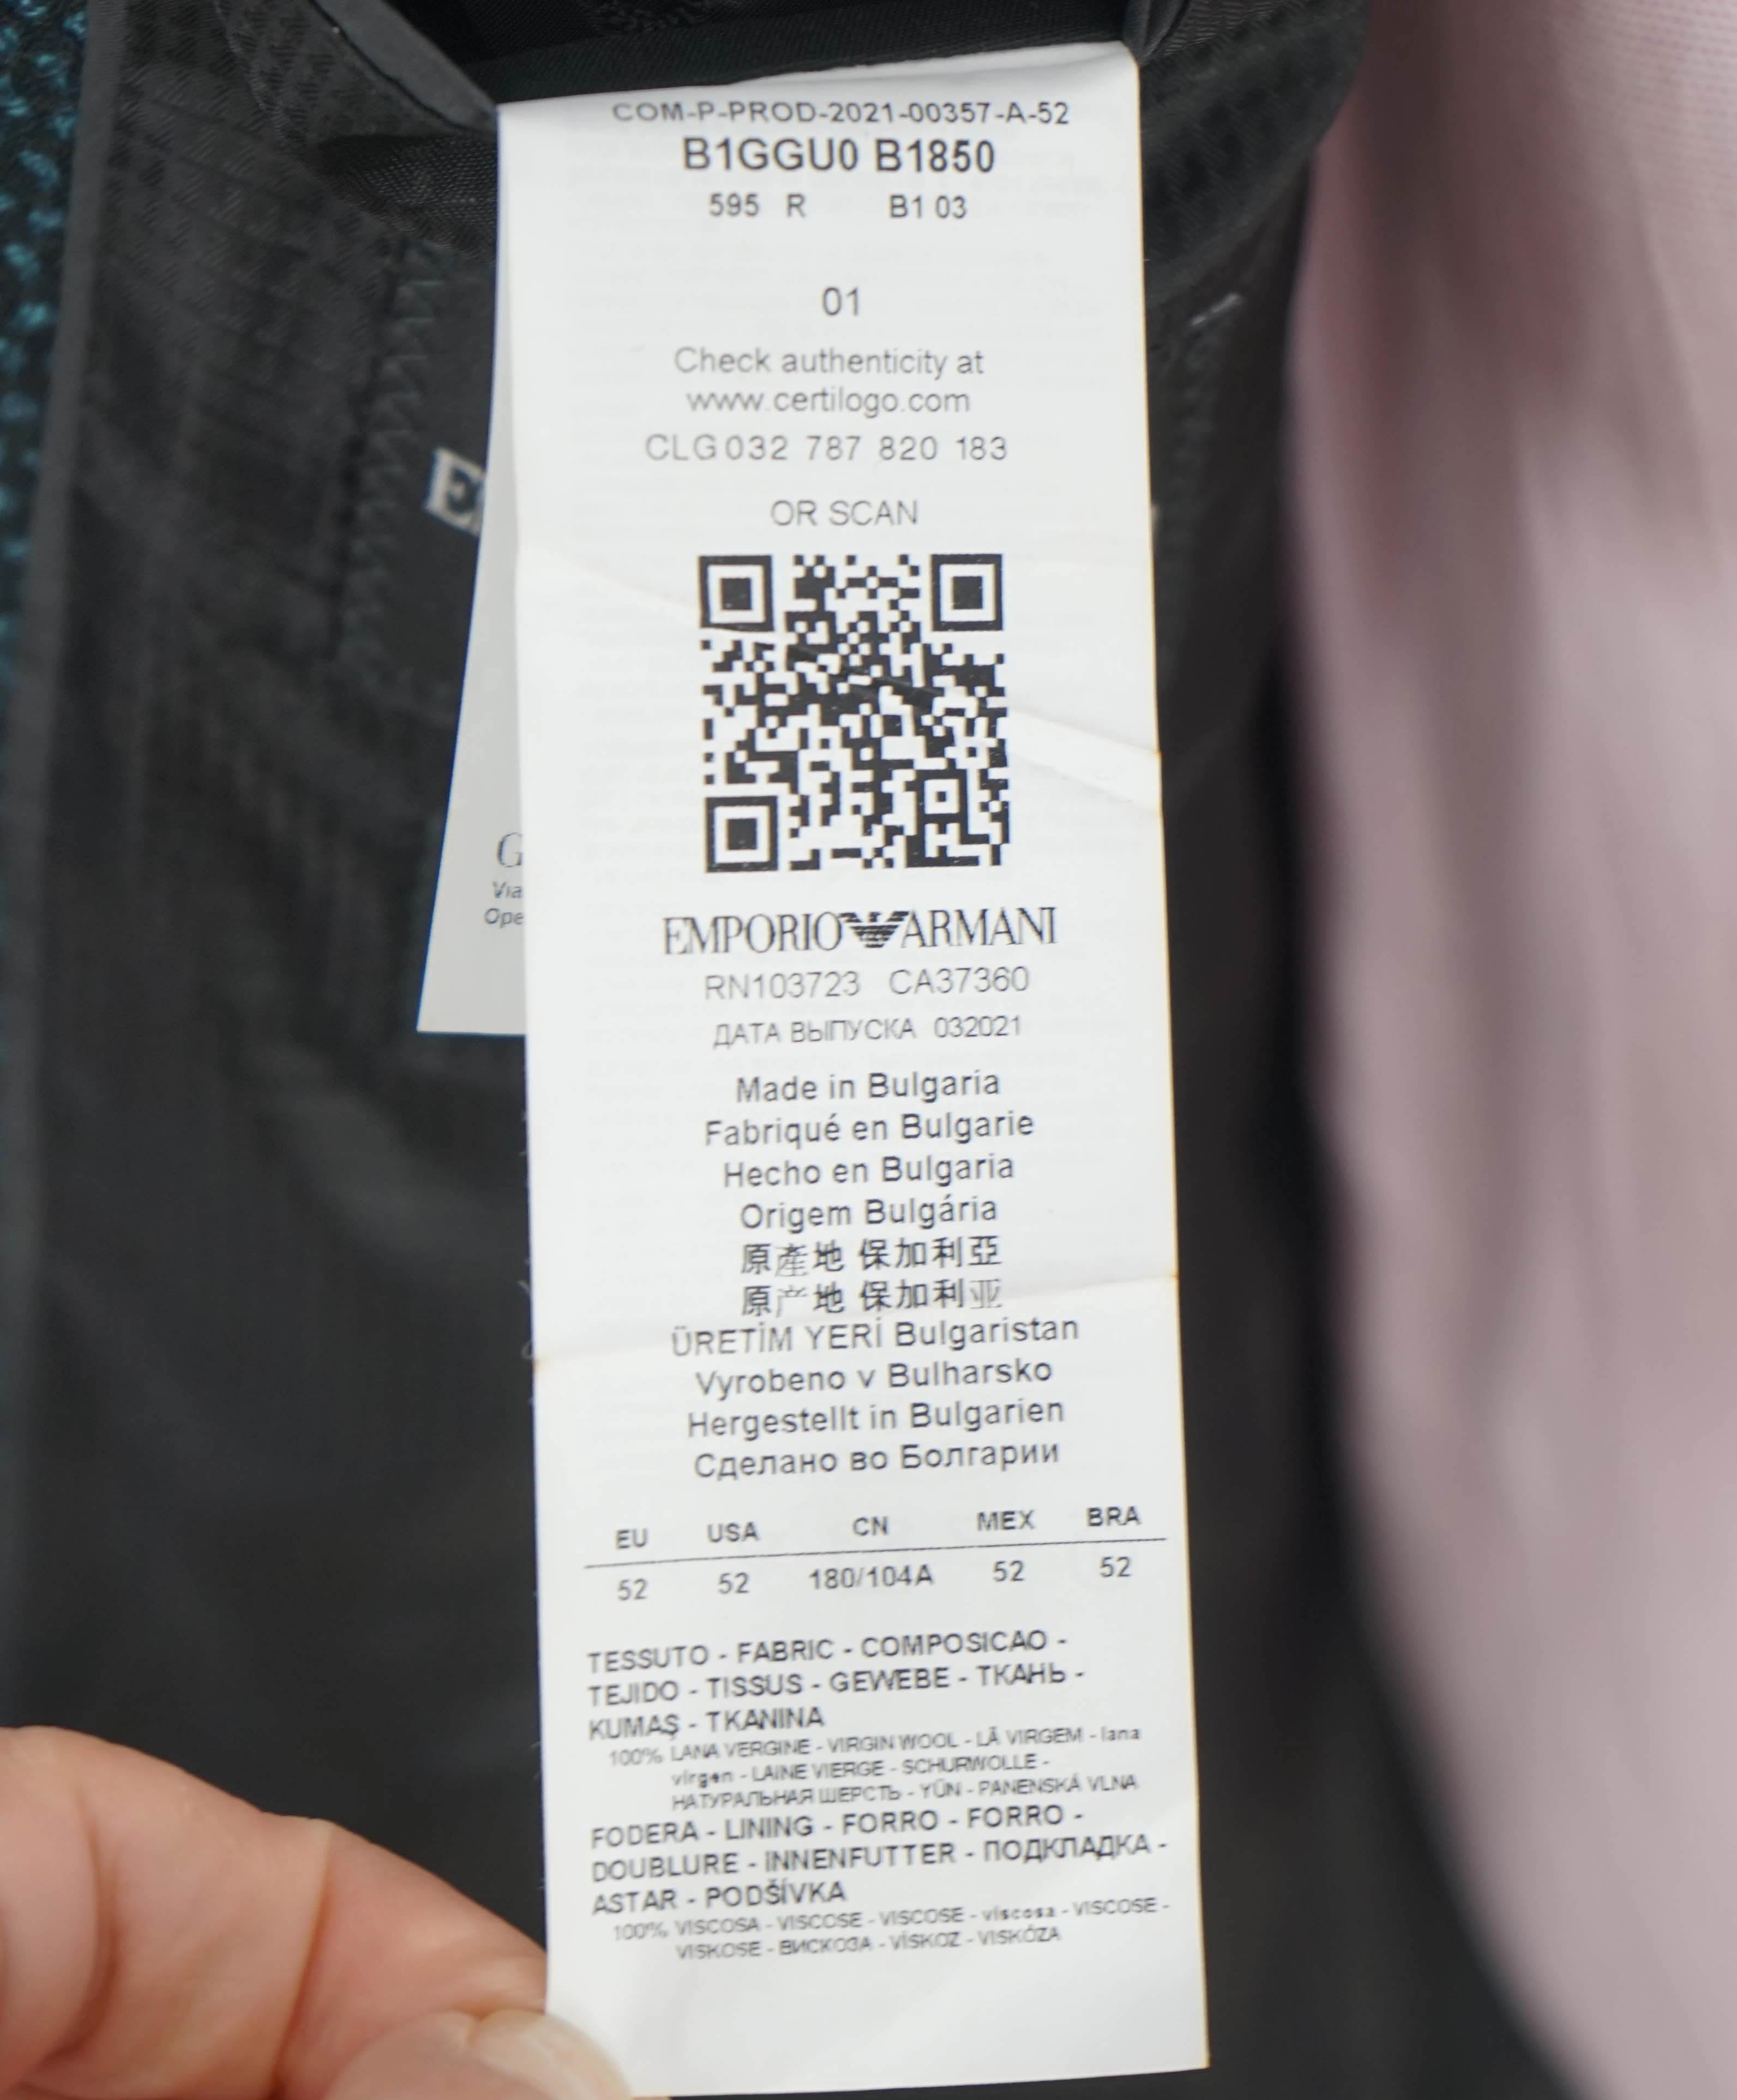 COM-P-PROD-2021-00357-A-52
B1GGU0 B1850
595 R B1 03
01
Check authenticity at
www.certilogo.com
CLG032 787 820 183
OR SCAN
EMPORIO ARMANI
RN103723 CA37360
ДАТА ВЫПУСКА 032021
Made in Bulgaria
Fabriqué en Bulgarie
Hecho en Bulgaria
Origem Bulgária
原產地 保加利亞
原产地 保加利亚
ÜRETİM YERİ Bulgaristan
Vyrobeno v Bulharsko
Hergestellt in Bulgarien
Сделано во Болгарии
EU USA CN MEX BRA
52 52 180/104A 52 52
TESSUTO - FABRIC - COMPOSICAO -
TEJIDO - TISSUS - GEWEBE - ТКАНЬ -
KUMAŞ - TKANINA
100% LANA VERGINE - VIRGIN WOOL - LÃ VIRGEM - lana
virgen - LAINE VIERGE - SCHURWOLLE -
НАТУРАЛЬНАЯ ШЕРСТЬ - YÜN - PANENSKÁ VLNA
FODERA - LINING - FORRO - FORRO -
DOUBLURE - INNENFUTTER - ПОДКЛАДКА -
ASTAR - PODŠÍVKA
100% VISCOSA - VISCOSE - VISCOSE - viscosa - VISCOSE -
VISKOSE - ВИСКОЗА - VİSKOZ - VISKÓZA
G
Via
Ope